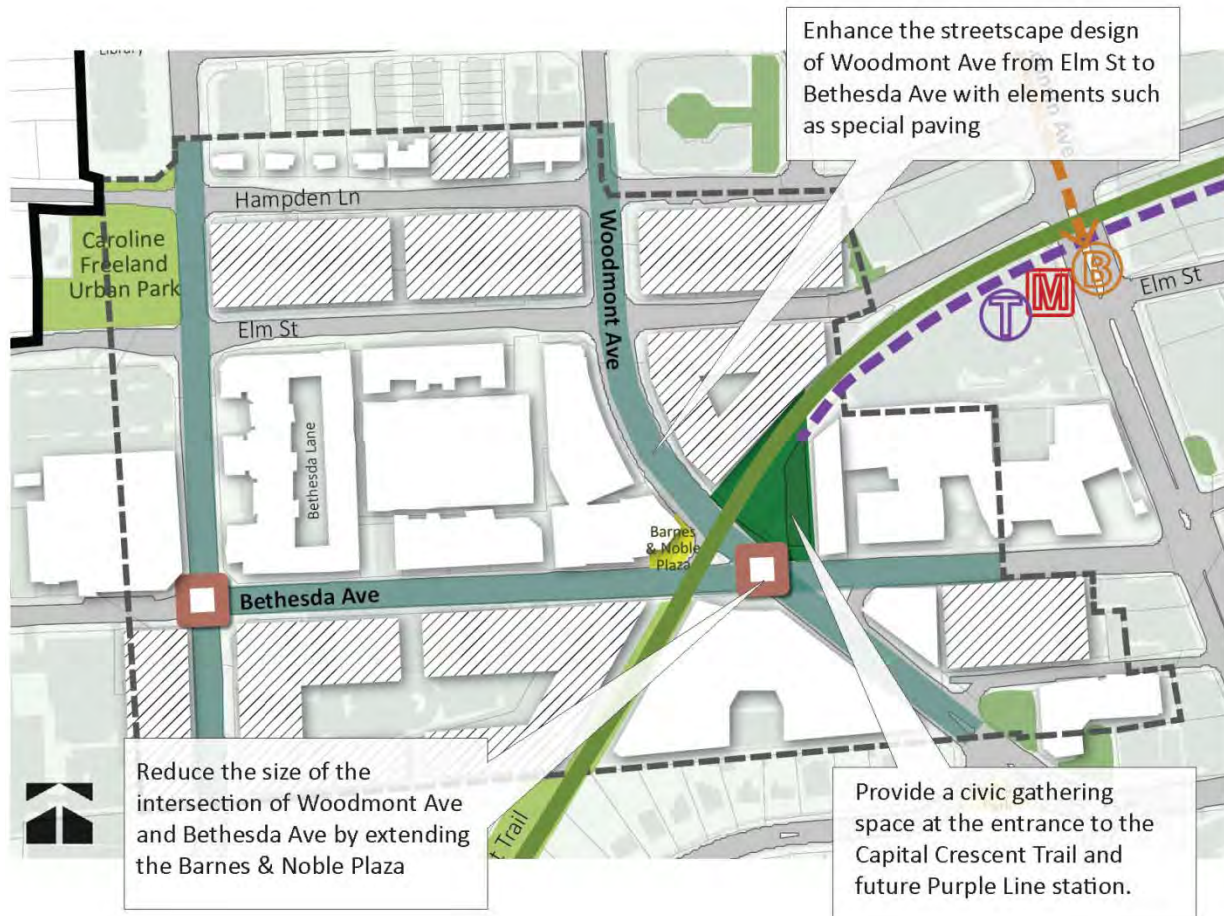 Library
Enhance the streetscape design
of Woodmont Ave from Elm St to
Bethesda Ave with elements such
as special paving
Hampden Ln
Caroline
Freeland
Urban Park
Woodmont Ave
Elm St
T
M
B
Elm St
Bethesda Lane
Barnes
& Noble
Plaza
Bethesda Ave
Reduce the size of the
intersection of Woodmont Ave
and Bethesda Ave by extending
the Barnes & Noble Plaza
Trail
Provide a civic gathering
space at the entrance to the
Capital Crescent Trail and
future Purple Line station.